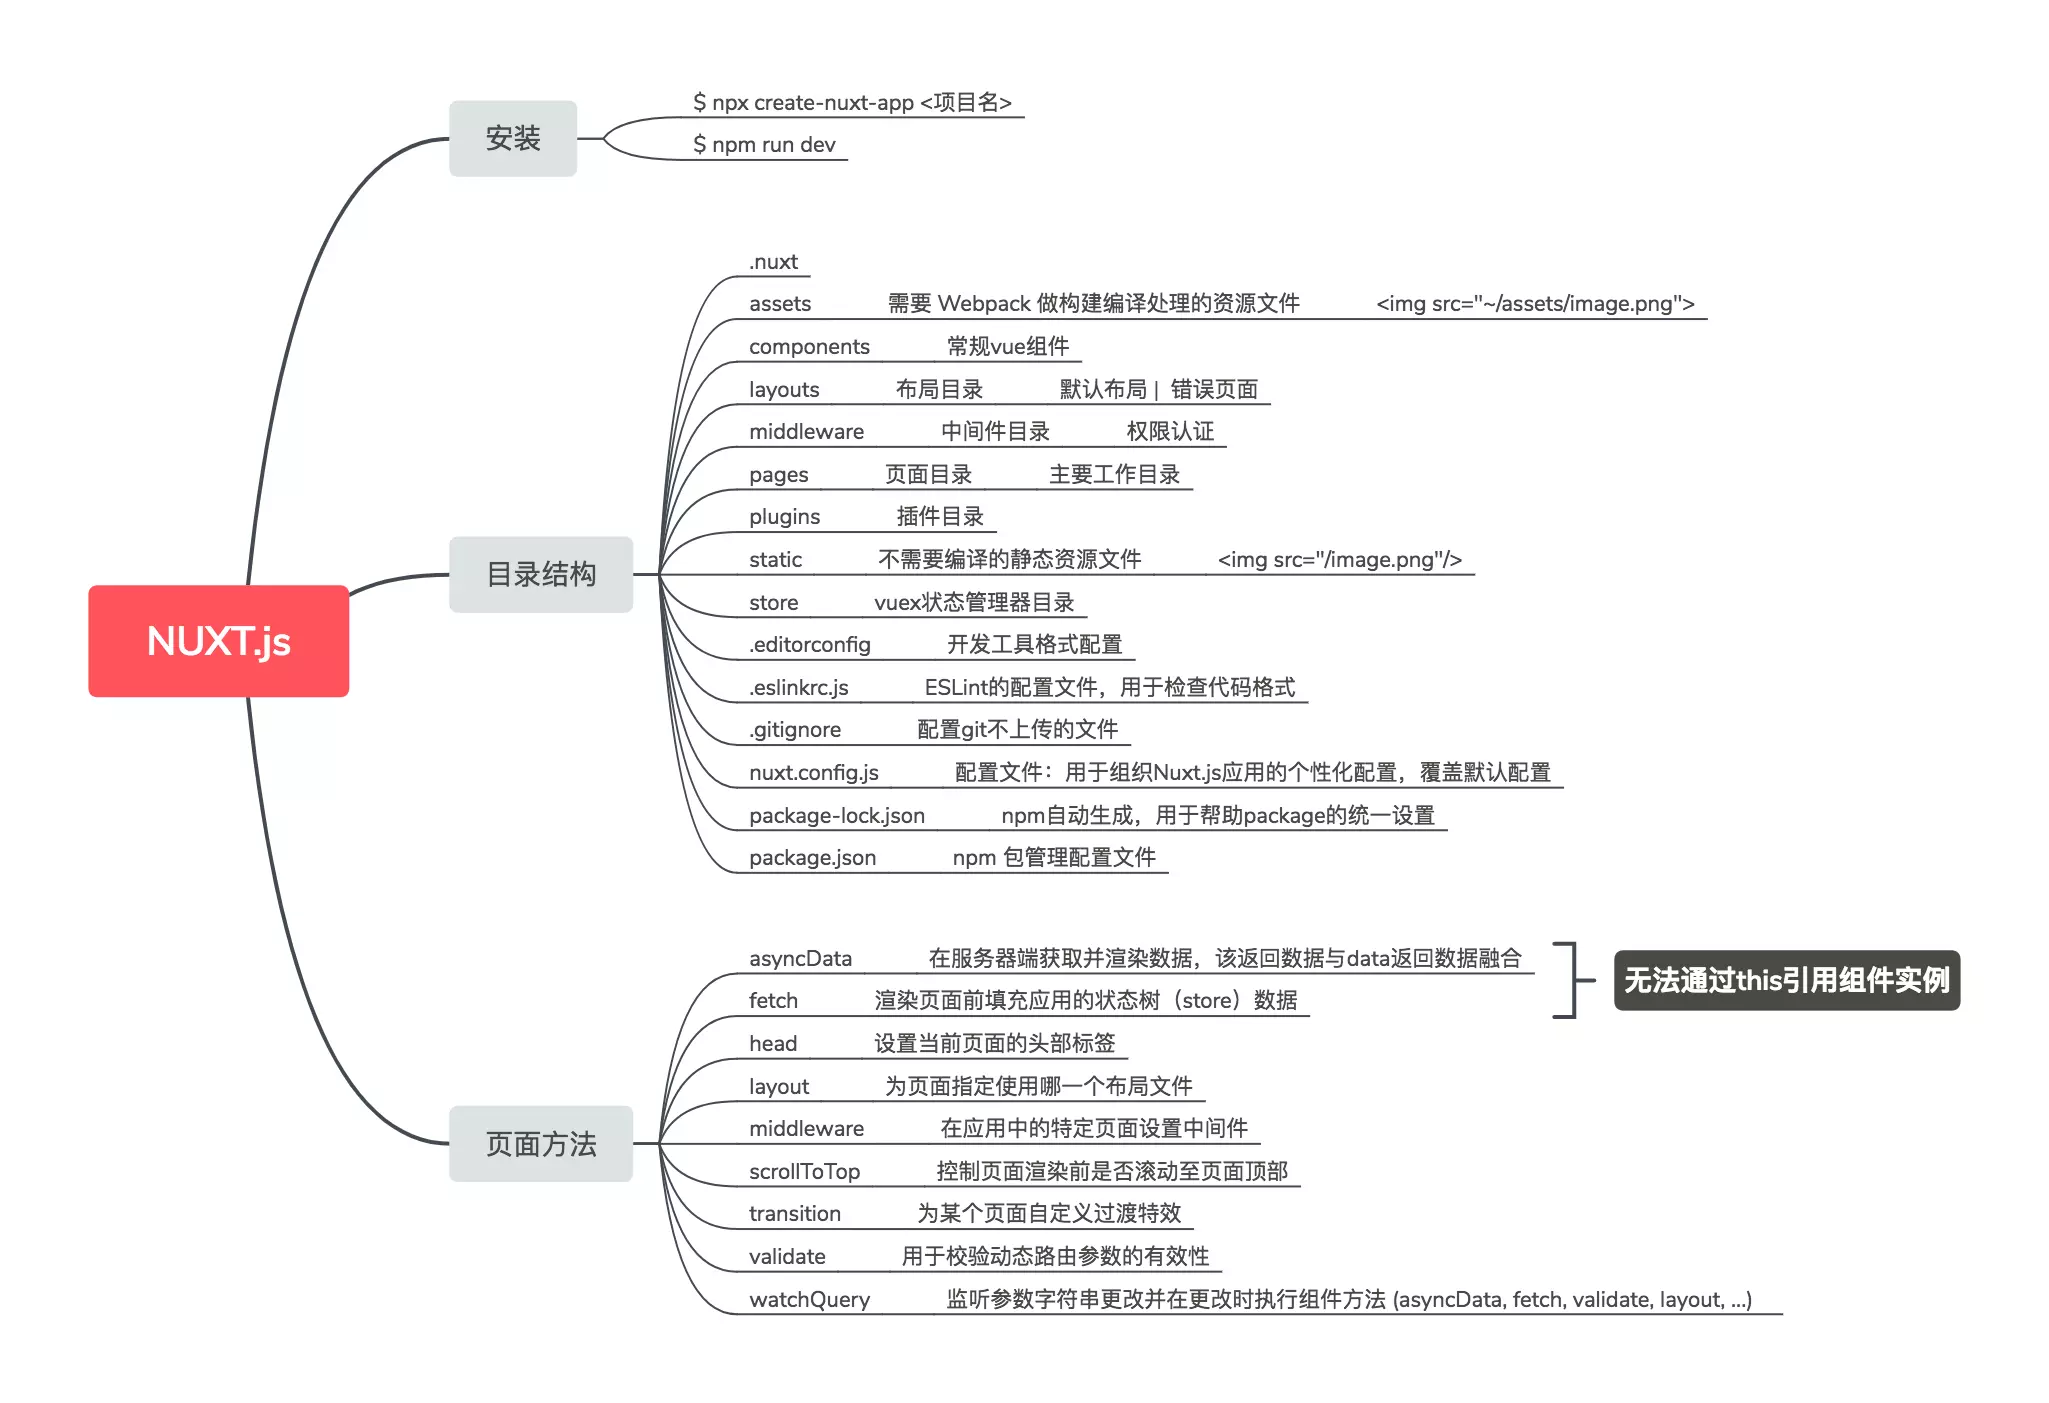 NUXT.js
安装
$ npx create-nuxt-app <项目名>
$ npm run dev
目录结构
.nuxt
assets 需要 Webpack 做构建编译处理的资源文件 <img src="~/assets/image.png">
components 常规vue组件
layouts 布局目录 默认布局 | 错误页面
middleware 中间件目录 权限认证
pages 页面目录 主要工作目录
plugins 插件目录
static 不需要编译的静态资源文件 <img src="/image.png"/>
store vuex状态管理器目录
.editorconfig 开发工具格式配置
.eslinkrc.js ESLint的配置文件，用于检查代码格式
.gitignore 配置git不上传的文件
nuxt.config.js 配置文件：用于组织Nuxt.js应用的个性化配置，覆盖默认配置
package-lock.json npm自动生成，用于帮助package的统一设置
package.json npm 包管理配置文件
页面方法
asyncData 在服务器端获取并渲染数据，该返回数据与data返回数据融合
fetch 渲染页面前填充应用的状态树（store）数据
无法通过this引用组件实例
head 设置当前页面的头部标签
layout 为页面指定使用哪一个布局文件
middleware 在应用中的特定页面设置中间件
scrollToTop 控制页面渲染前是否滚动至页面顶部
transition 为某个页面自定义过渡特效
validate 用于校验动态路由参数的有效性
watchQuery 监听参数字符串更改并在更改时执行组件方法 (asyncData, fetch, validate, layout, ...)